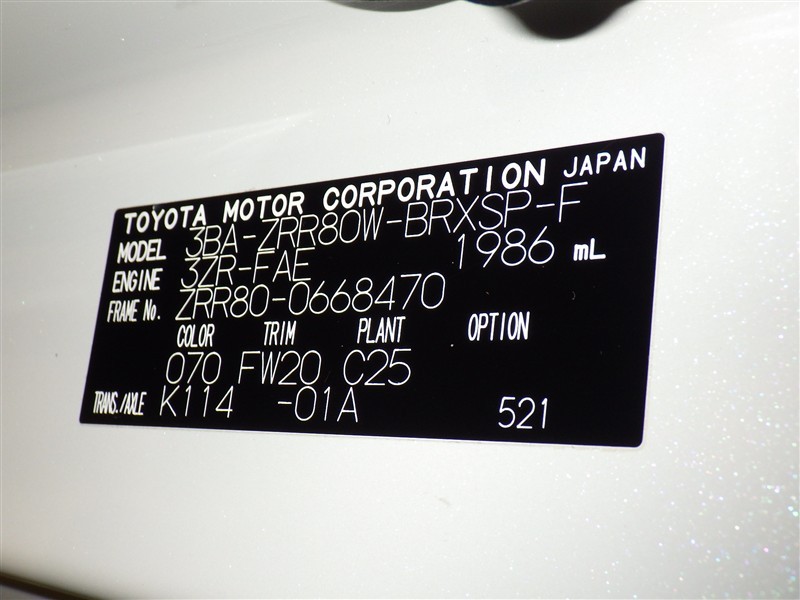 TOYOTA MOTOR CORPORATION JAPAN
MODEL 3BA-ZRR80W-BRXSP-F
ENGINE 3ZR-FAE 1986 mL
FRAME No. ZRR80-0668470
COLOR TRIM PLANT OPTION
070 FW20 C25
TRANS./AXLE K114 -01A 521